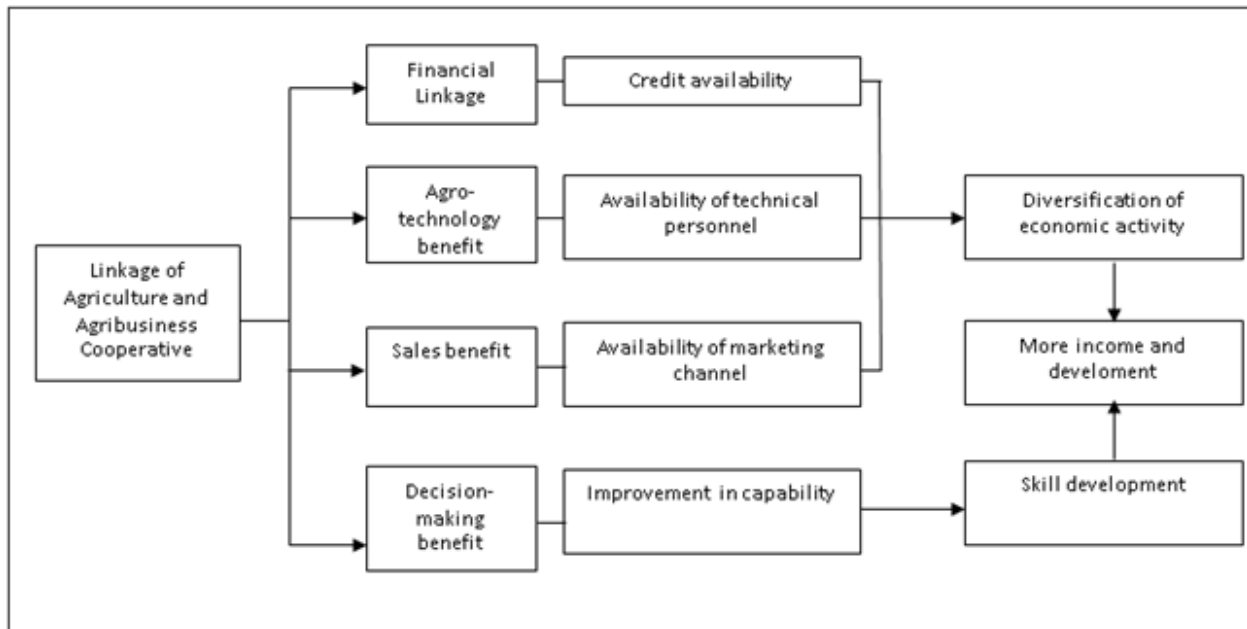 Financial
Linkage
Credit availability
Agro-
technology
benefit
Availability of technical
personnel
Diversification of
economic activity
Linkage of
Agriculture and
Agribusiness
Cooperative
Sales benefit
Availability of marketing
channel
More income and
develoment
Decision-
making
benefit
Improvement in capability
Skill development